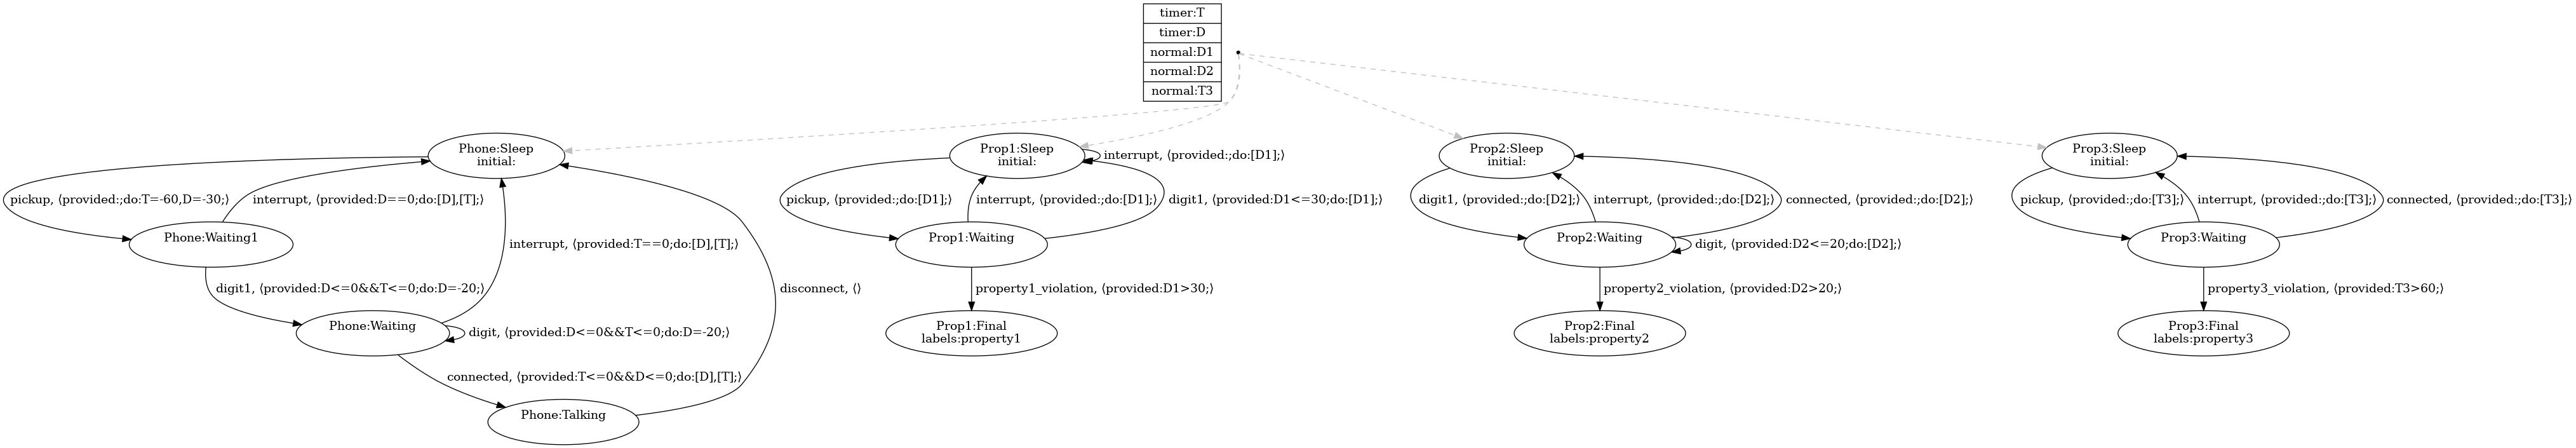 timer:T
timer:D
normal:D1
normal:D2
normal:T3
Phone:Sleep
initial:
Prop1:Sleep
initial:
interrupt, ⟨provided:;do:[D1];⟩
Prop2:Sleep
initial:
Prop3:Sleep
initial:
pickup, ⟨provided:;do:T=-60,D=-30;⟩
interrupt, ⟨provided:D==0;do:[D],[T];⟩
pickup, ⟨provided:;do:[D1];⟩
interrupt, ⟨provided:;do:[D1];⟩
digit1, ⟨provided:D1<=30;do:[D1];⟩
digit1, ⟨provided:;do:[D2];⟩
interrupt, ⟨provided:;do:[D2];⟩
connected, ⟨provided:;do:[D2];⟩
pickup, ⟨provided:;do:[T3];⟩
interrupt, ⟨provided:;do:[T3];⟩
connected, ⟨provided:;do:[T3];⟩
Phone:Waiting1
interrupt, ⟨provided:T==0;do:[D],[T];⟩
Prop1:Waiting
Prop2:Waiting
digit, ⟨provided:D2<=20;do:[D2];⟩
Prop3:Waiting
digit1, ⟨provided:D<=0&&T<=0;do:D=-20;⟩
disconnect, ⟨⟩
property1_violation, ⟨provided:D1>30;⟩
property2_violation, ⟨provided:D2>20;⟩
property3_violation, ⟨provided:T3>60;⟩
Phone:Waiting
digit, ⟨provided:D<=0&&T<=0;do:D=-20;⟩
Prop1:Final
labels:property1
Prop2:Final
labels:property2
Prop3:Final
labels:property3
connected, ⟨provided:T<=0&&D<=0;do:[D],[T];⟩
Phone:Talking